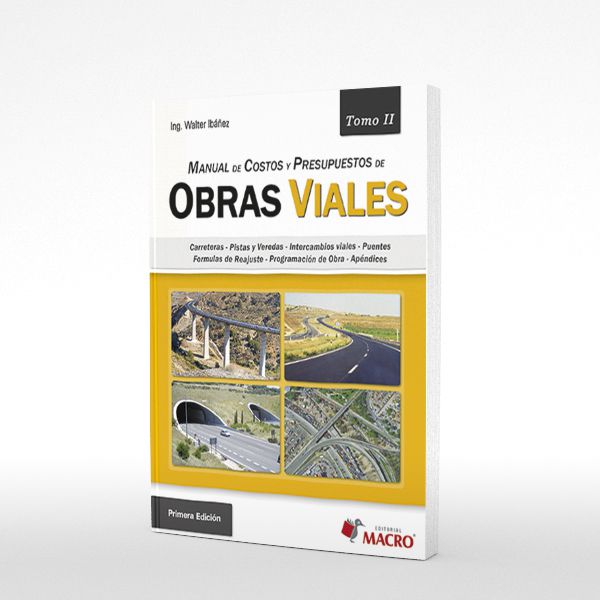 Ing. Walter Ibáñez
Tomo II
MANUAL DE COSTOS Y PRESUPUESTOS DE
OBRAS VIALES
Carreteras - Pistas y Veredas - Intercambios viales - Puentes
Formulas de Reajuste - Programación de Obra - Apéndices
Primera Edición
EDITORIAL
MACRO®